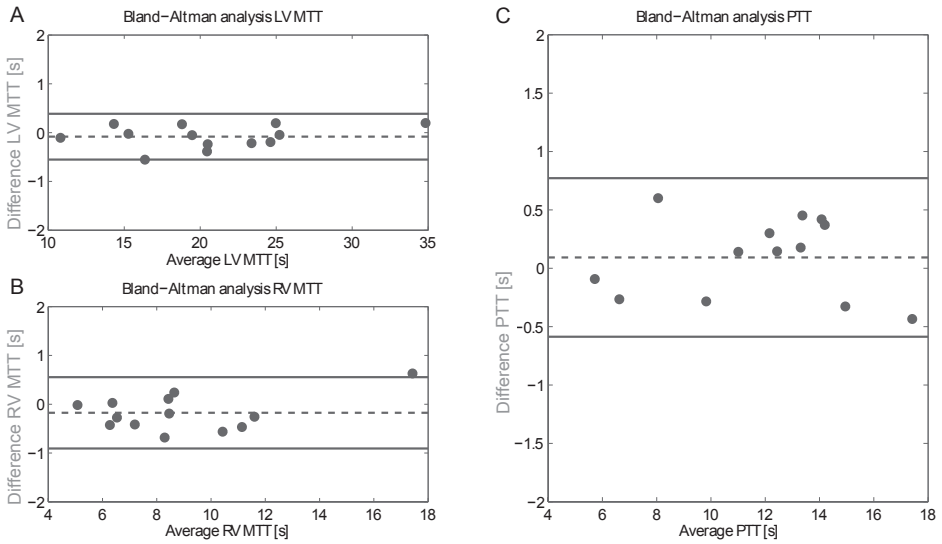 A
Bland-Altman analysis LV MTT
Difference LV MTT [s]
2
1
0
−1
−2
10 15 20 25 30 35
Average LV MTT [s]
B
Bland-Altman analysis RV MTT
Difference RV MTT [s]
2
1
0
−1
−2
4 6 8 10 12 14 16 18
Average RV MTT [s]
C
Bland-Altman analysis PTT
Difference PTT [s]
2
1.5
1
0.5
0
−0.5
−1
−1.5
−2
4 6 8 10 12 14 16 18
Average PTT [s]